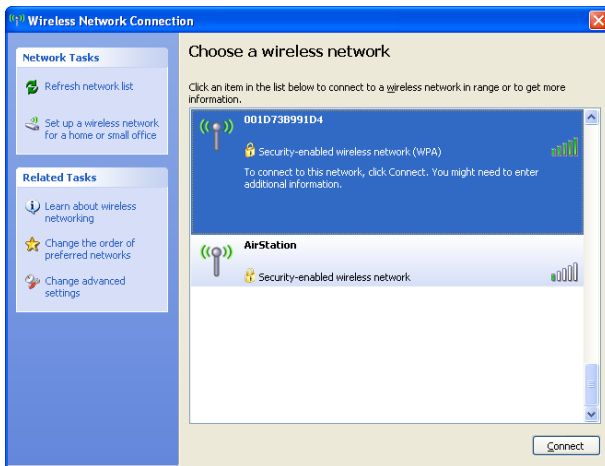 Wireless Network Connection
Network Tasks
Refresh network list
Set up a wireless network
for a home or small office
Related Tasks
Learn about wireless
networking
Change the order of
preferred networks
Change advanced
settings
Choose a wireless network
Click an item in the list below to connect to a wireless network in range or to get more
information.
001D73B991D4
Security-enabled wireless network (WPA)
To connect to this network, click Connect. You might need to enter
additional information.
AirStation
Security-enabled wireless network
Connect